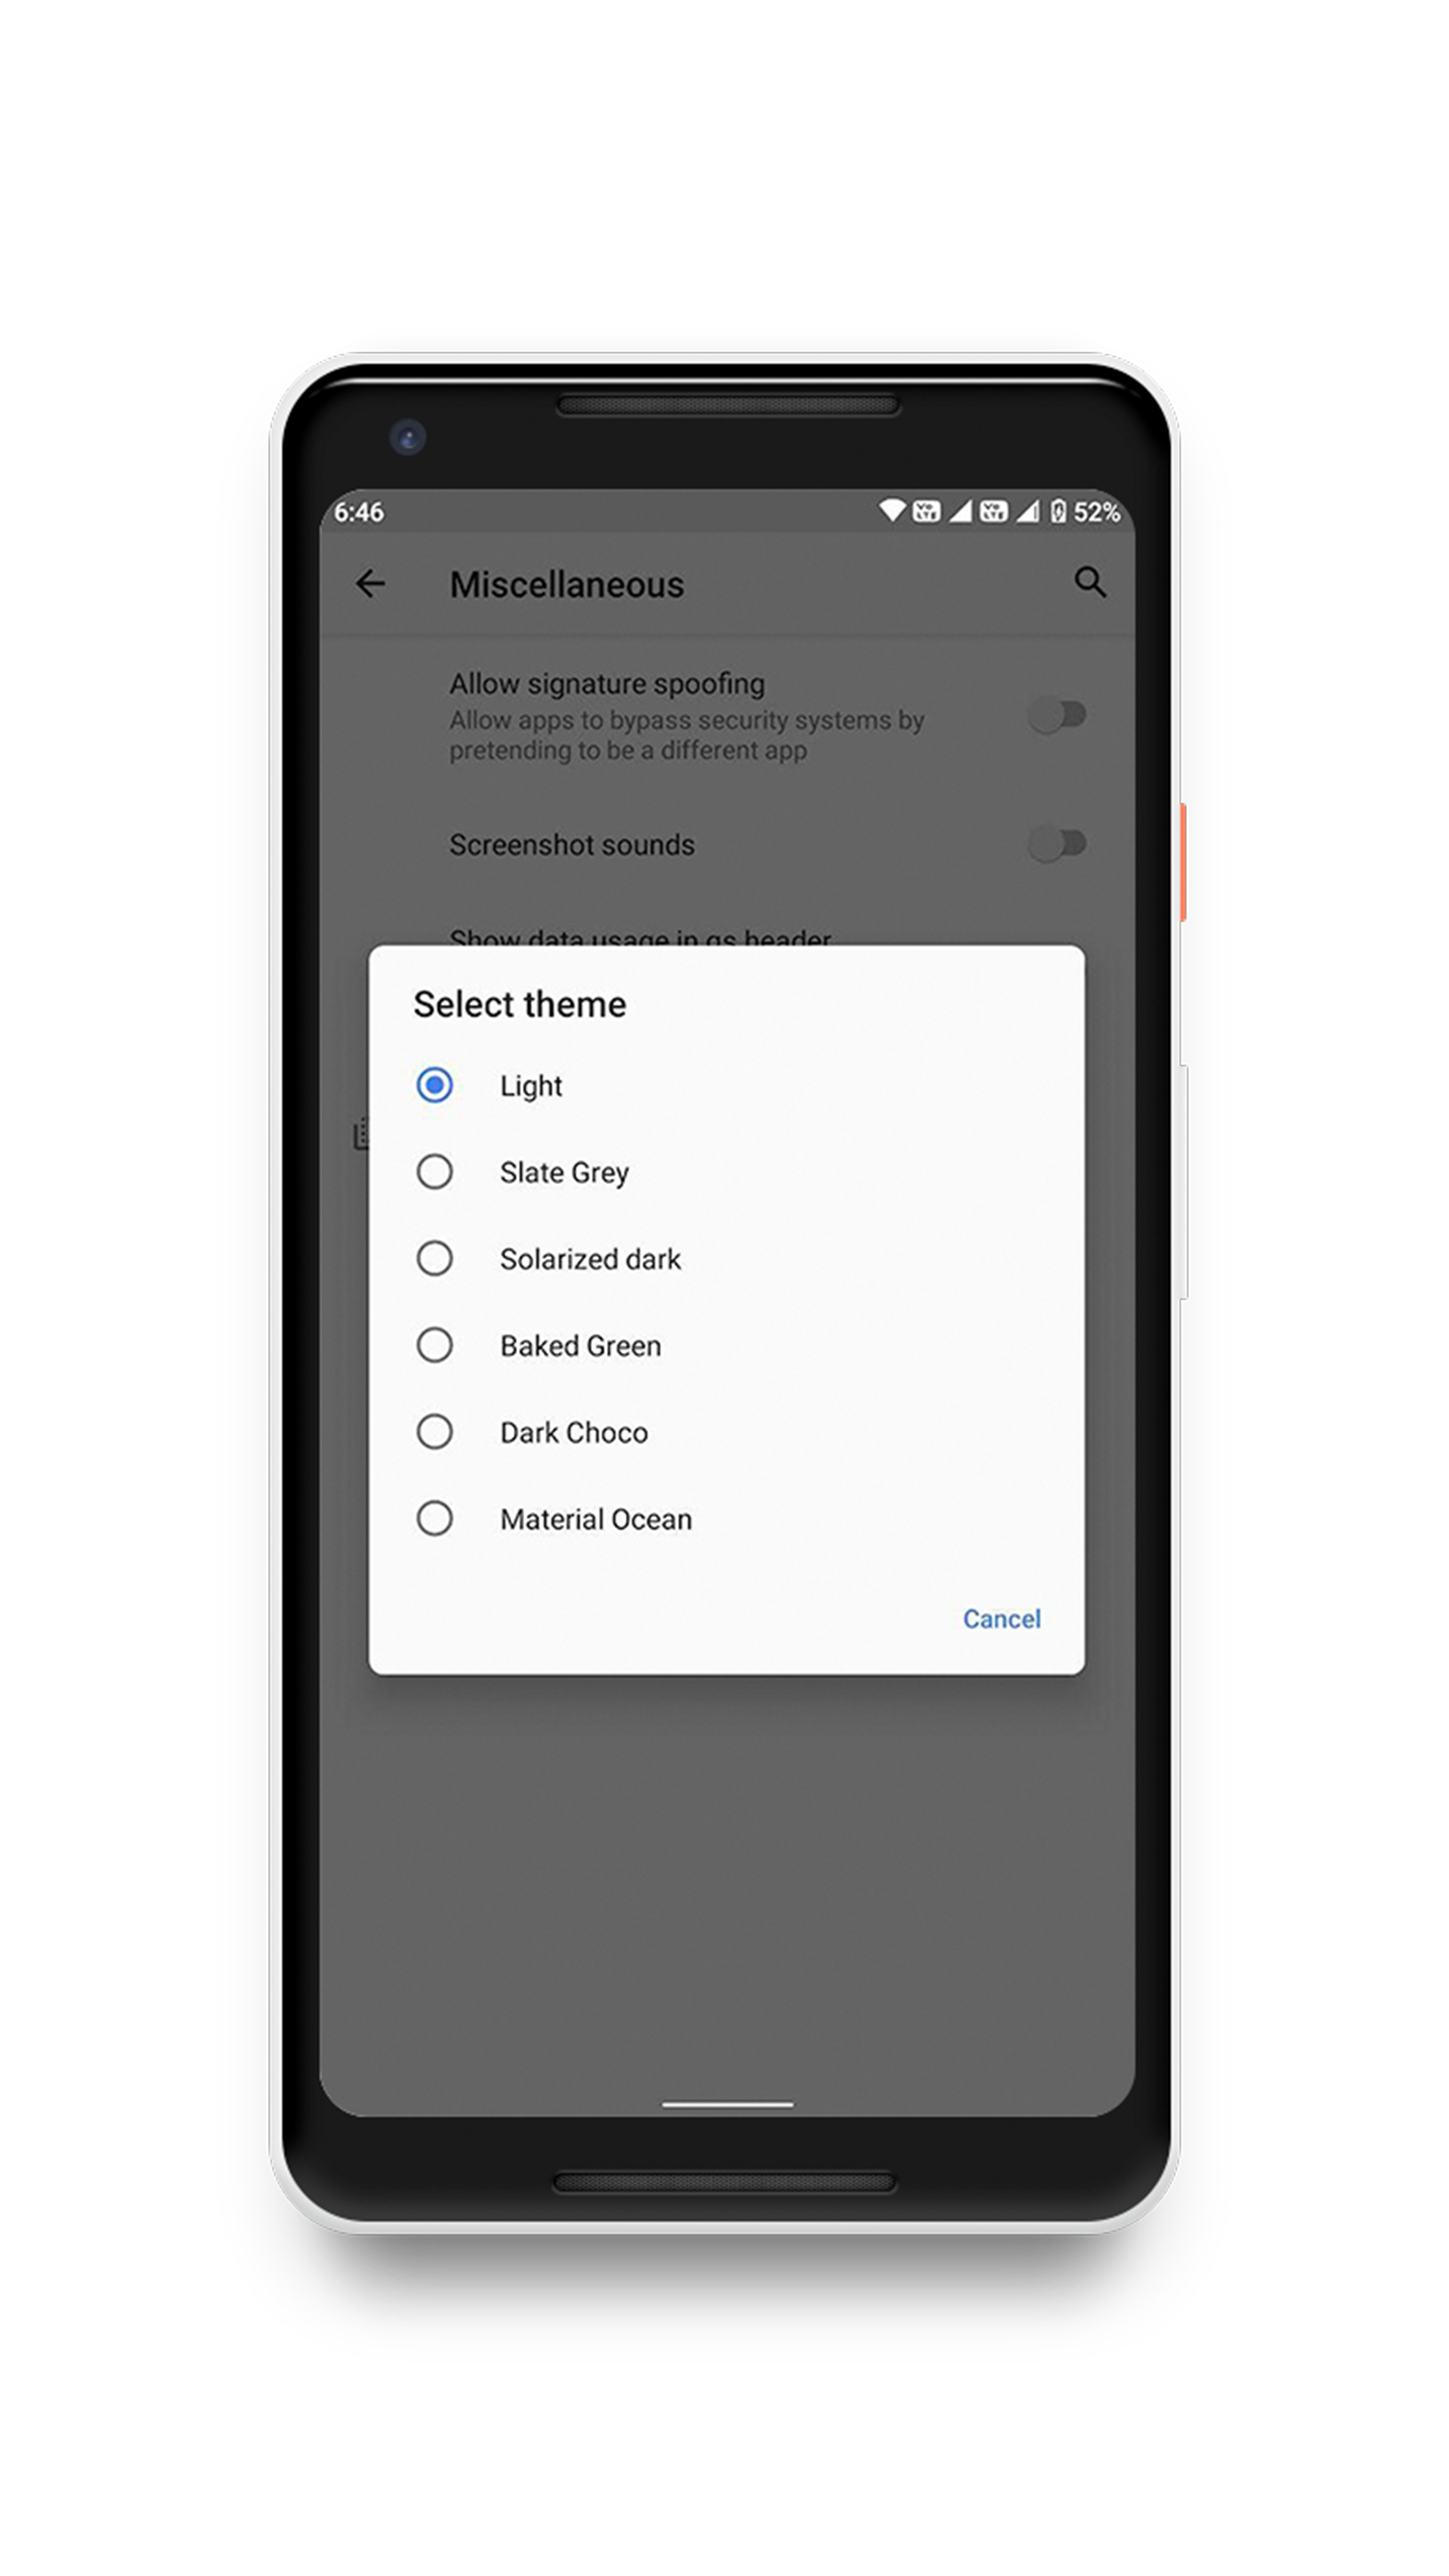 6:46 52%
Miscellaneous
Allow signature spoofing
Allow apps to bypass security systems by
pretending to be a different app
Screenshot sounds
Show data usage in qs header
Select theme
Light
Slate Grey
Solarized dark
Baked Green
Dark Choco
Material Ocean
Cancel